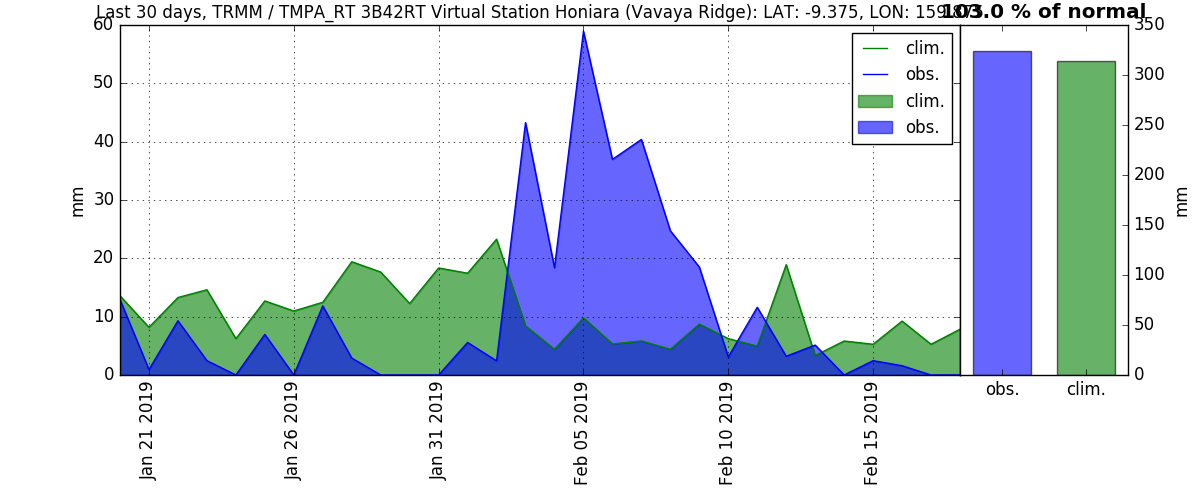 Last 30 days, TRMM / TMPA_RT 3B42RT Virtual Station Honiara (Vavaya Ridge): LAT: -9.375, LON:
103.0 % of normal
60
50
40
30
20
10
0
mm
clim.
obs.
clim.
obs.
350
300
250
200
150
100
50
0
mm
obs.
clim.
Jan 21 2019
Jan 26 2019
Jan 31 2019
Feb 05 2019
Feb 10 2019
Feb 15 2019